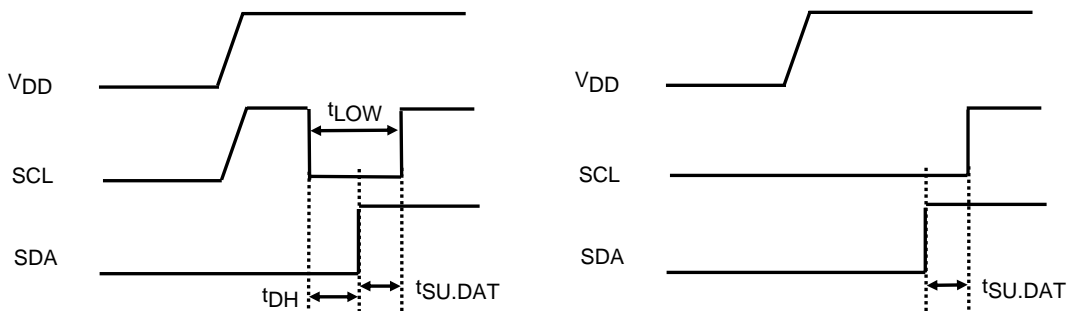 VDD
tLOW
SCL
SDA
tDH
tSU.DAT
VDD
SCL
SDA
tSU.DAT